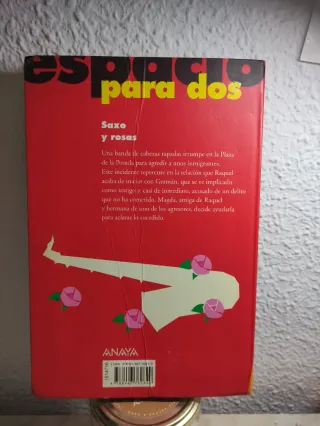 espacio
para dos
Saxo
y rosas
Una banda de cabezas rapadas irrumpe en la Plaza
de la Posada para agredir a unos inmigrantes.
Este incidente repercute en la relación que Raquel
acaba de iniciar con Germán, que se ve implicado
como testigo y, casi de inmediato, acusado de un delito
que no ha cometido. Magda, amiga de Raquel
y hermana de uno de los agresores, decide ayudarla
para aclarar lo sucedido.
ANAYA